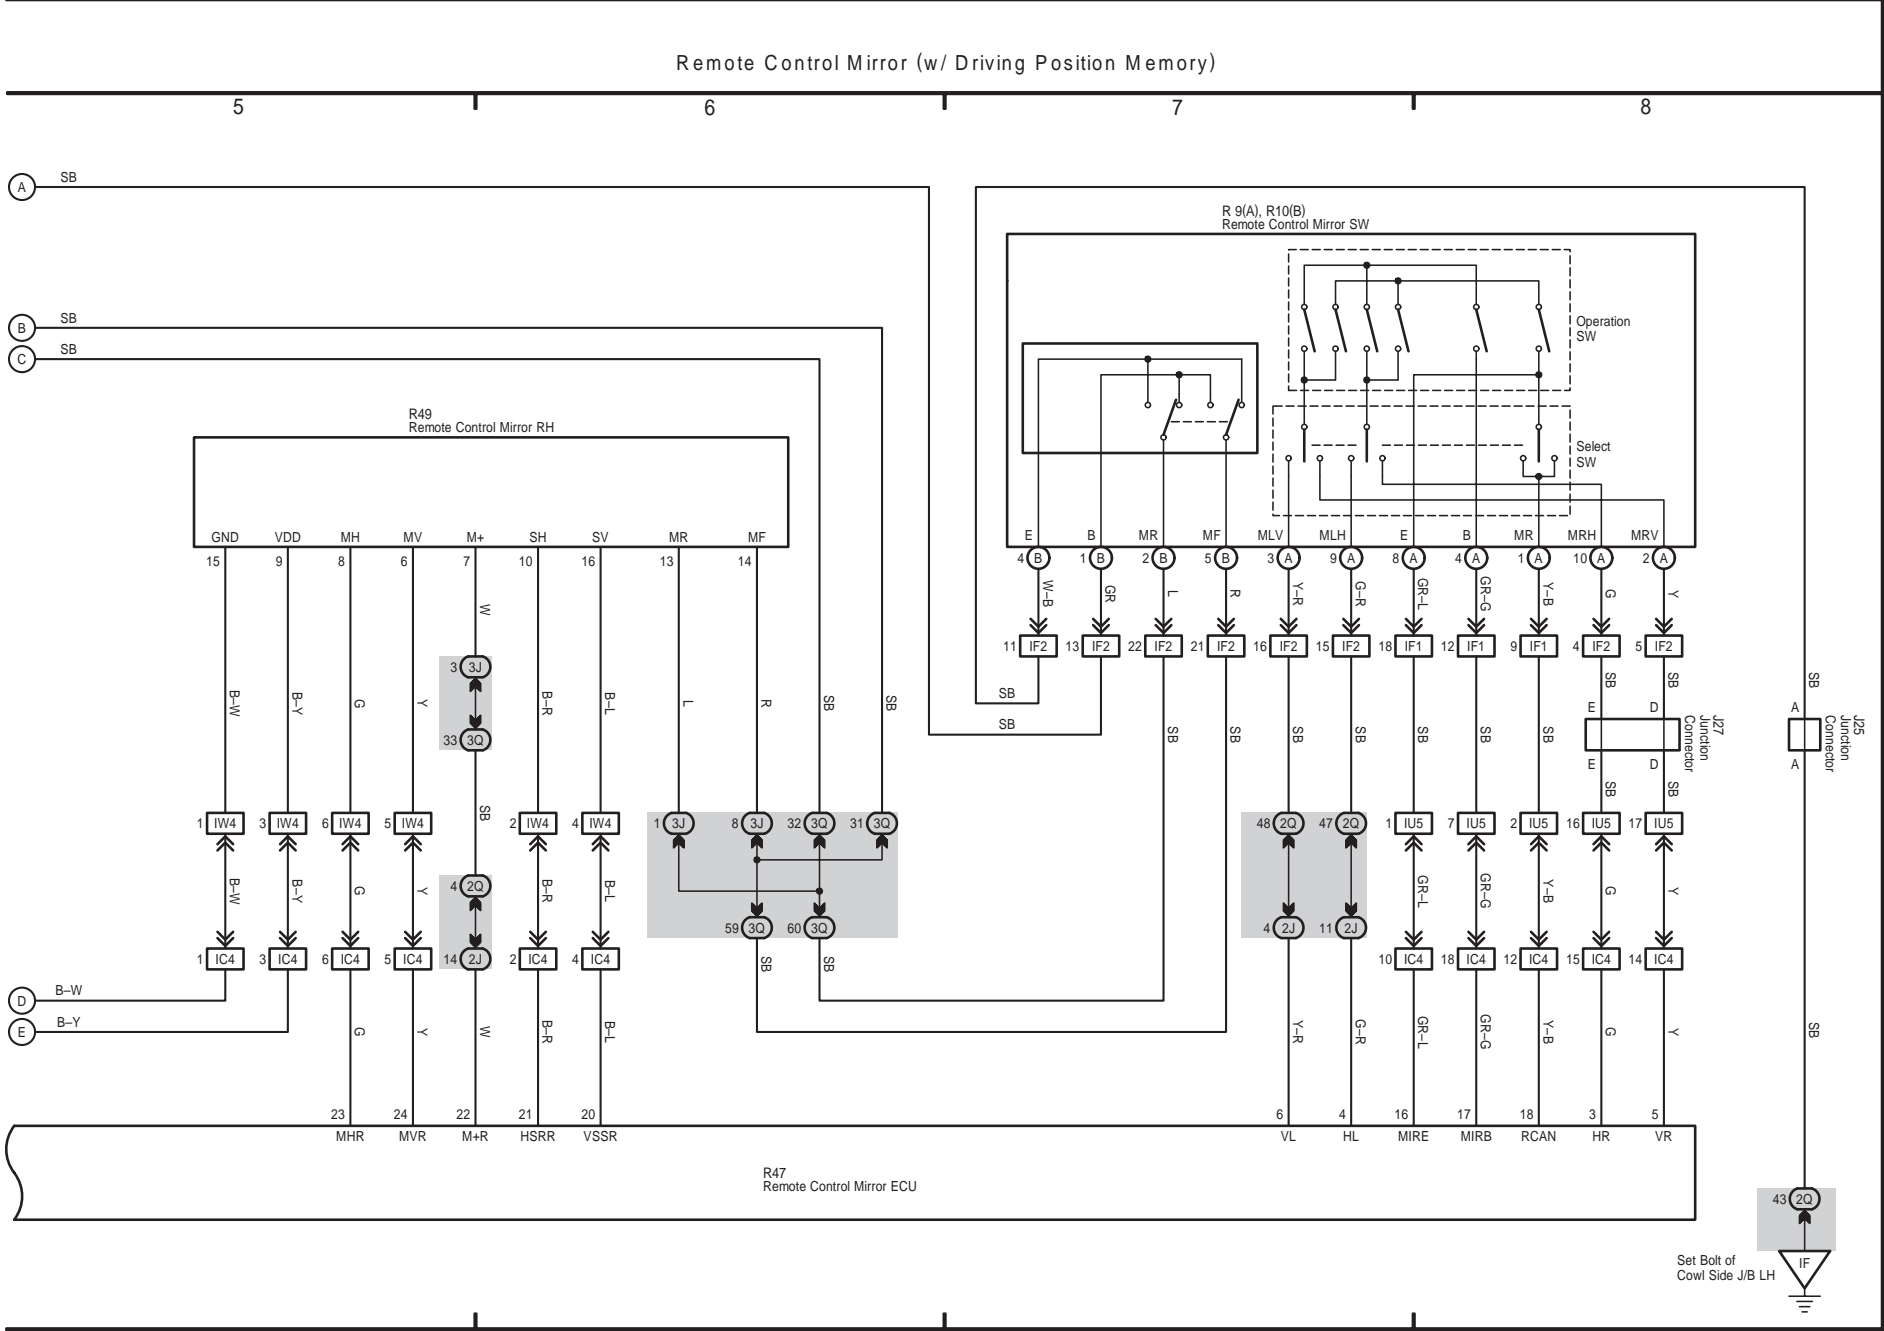 Remote Control Mirror (w/ Driving Position Memory)
5 6 7 8
A SB
R 9(A), R10(B)
Remote Control Mirror SW
B SB
Operation
SW
C SB
R49
Remote Control Mirror RH
Select
SW
GND VDD MH MV M+ SH SV MR MF
15 9 8 6 7 10 16 13 14
E B MR MF MLV MLH E B MR MRH MRV
4 B 1 B 2 B 5 B 3 A 9 A 8 A 4 A 1 A 10 A 2 A
W–B GR L R Y–R G–R GR–L GR–G Y–B G Y
W
11 IF2 13 IF2 22 IF2 21 IF2 16 IF2 15 IF2 18 IF1 12 IF1 9 IF1 4 IF2 5 IF2
3 3J
SB SB SB
SB
B–W B–Y G Y B–R B–L L R SB SB
E D A
J27
Junction
Connector
J25
Junction
Connector
SB
33 3Q
SB SB SB SB SB SB SB
E D A
SB SB
SB
1 IW4 3 IW4 6 IW4 5 IW4 2 IW4 4 IW4 1 3J 8 3J 32 3Q 31 3Q
48 2Q 47 2Q 1 IU5 7 IU5 2 IU5 16 IU5 17 IU5
4 2Q
B–W B–Y G Y B–R B–L
GR–L GR–G Y–B G Y
59 3Q 60 3Q 4 2J 11 2J
1 IC4 3 IC4 6 IC4 5 IC4 14 2J 2 IC4 4 IC4
SB SB
10 IC4 18 IC4 12 IC4 15 IC4 14 IC4
D B–W
E B–Y
G Y W B–R B–L
Y–R G–R GR–L GR–G Y–B G Y SB
23 24 22 21 20 6 4 16 17 18 3 5
MHR MVR M+R HSRR VSSR VL HL MIRE MIRB RCAN HR VR
R47
Remote Control Mirror ECU
43 2Q
Set Bolt of
Cowl Side J/B LH
IF